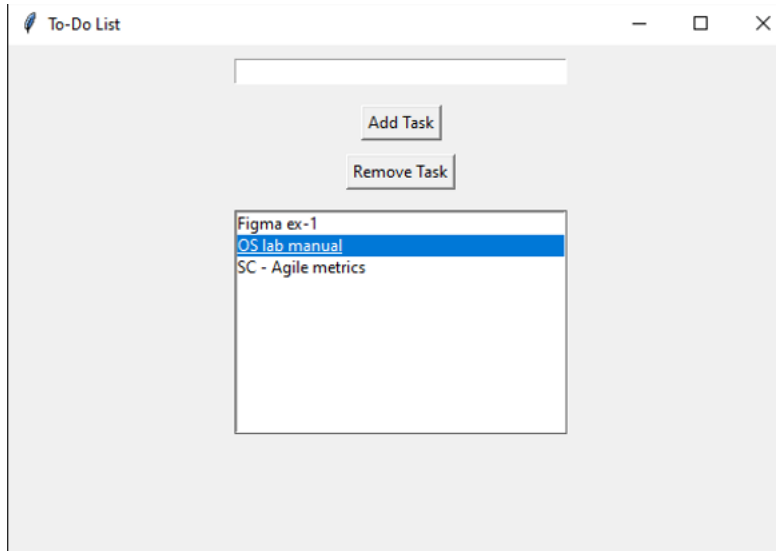 To-Do List
Add Task
Remove Task
Figma ex-1
OS lab manual
SC - Agile metrics